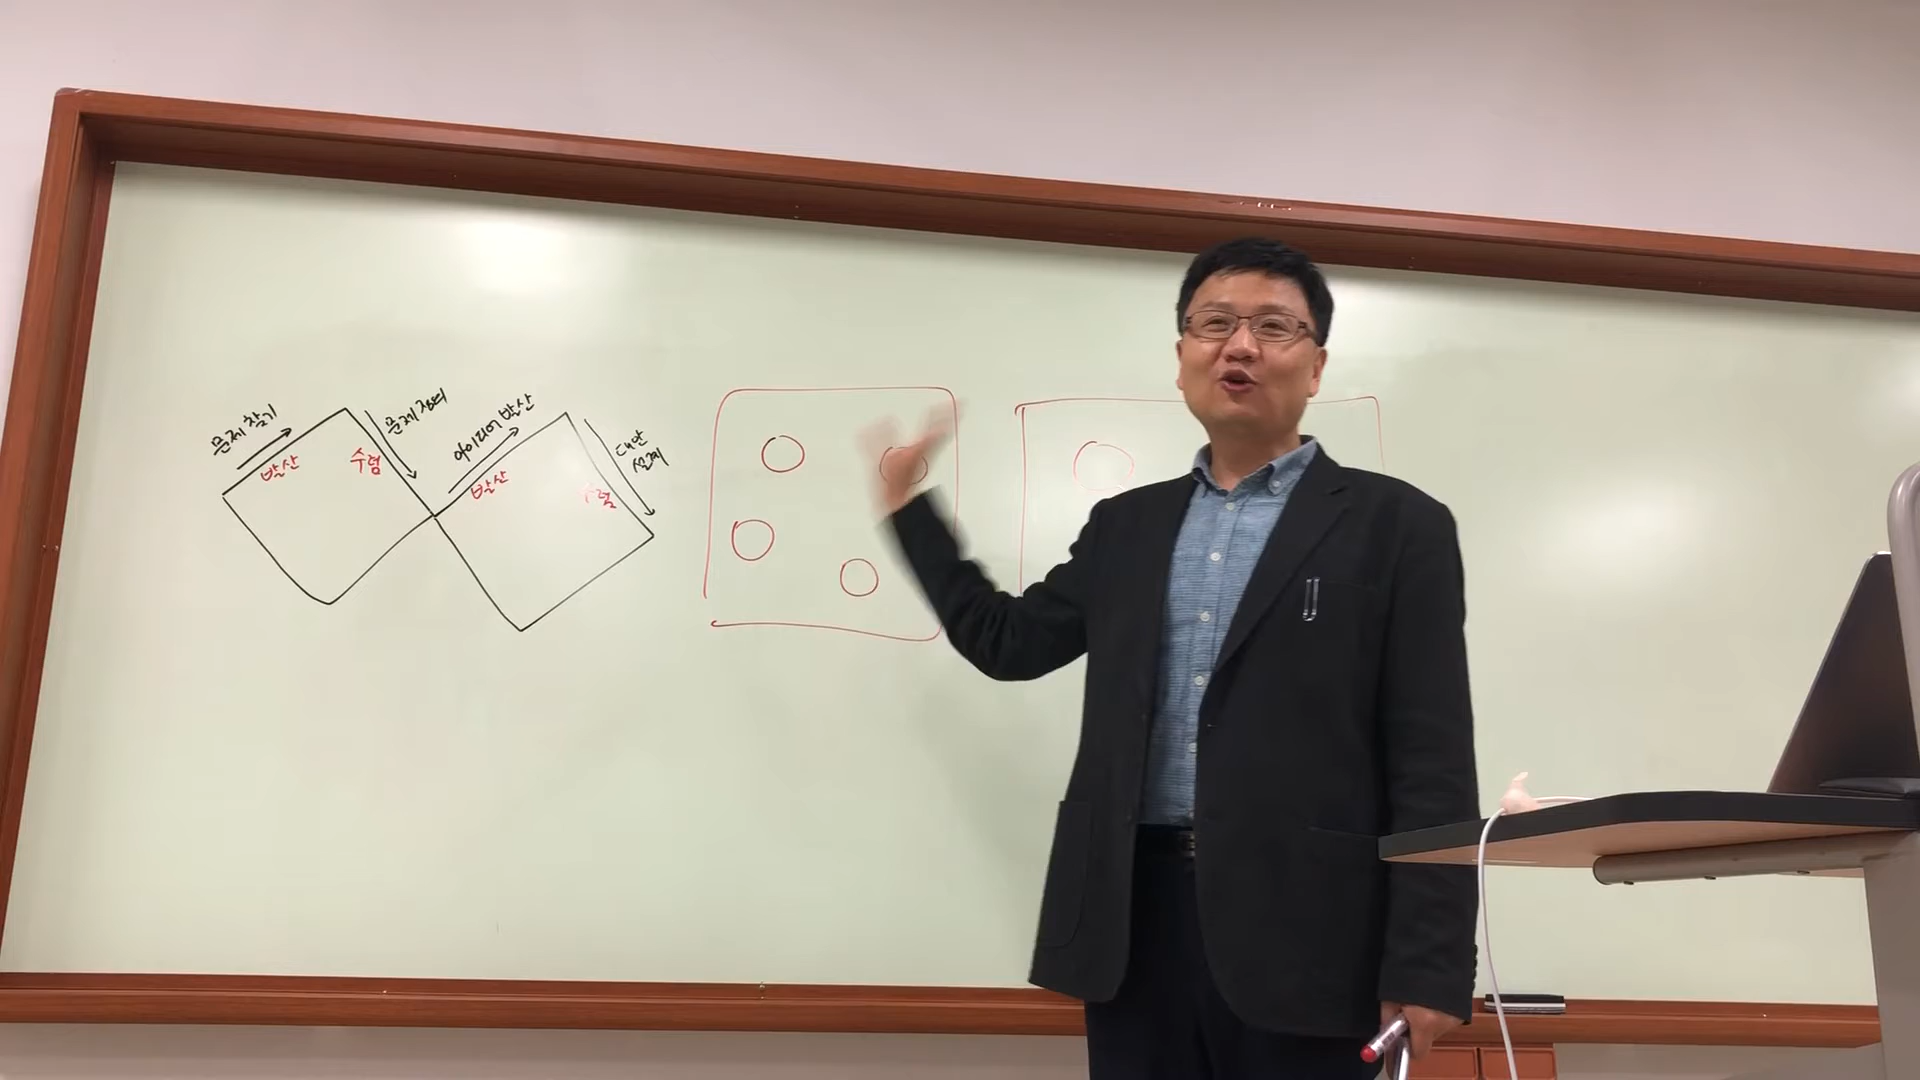 문제 찾기
발산
문제 정의
수렴
아이디어 발산
발산
대안
설계
수렴